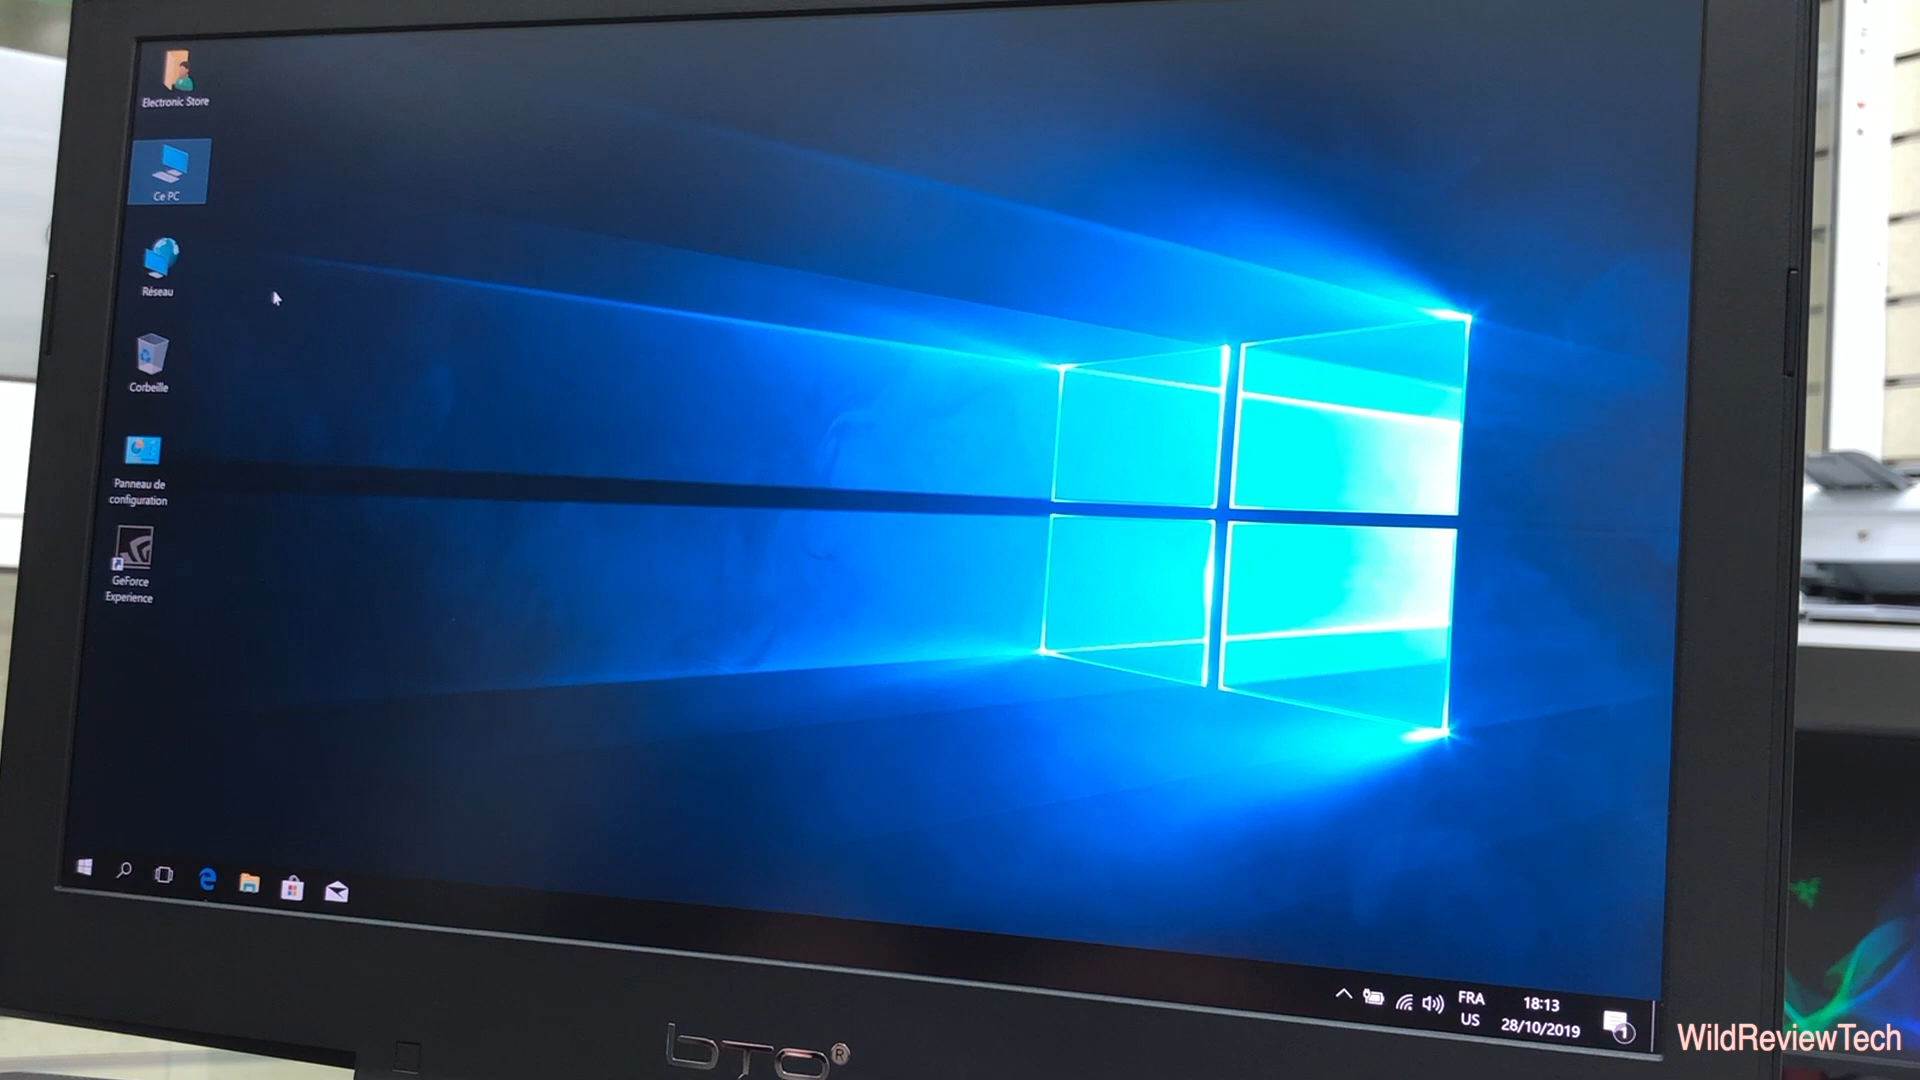 Electronic Store
Ce PC
Réseau
Corbeille
Panneau de
configuration
GeForce
Experience
FRA
US
18:13
28/10/2019
1
bTO®
WildReviewTech